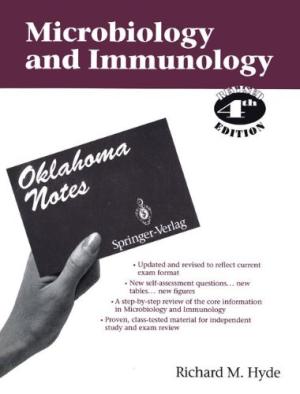 Microbiology
and Immunology
REVISED
4th
EDITION
Oklahoma
Notes
Springer-Verlag
• Updated and revised to reflect current
exam format
• New self-assessment questions... new
tables... new figures
• A step-by-step review of the core information
in Microbiology and Immunology
• Proven, class-tested material for independent
study and exam review
Richard M. Hyde